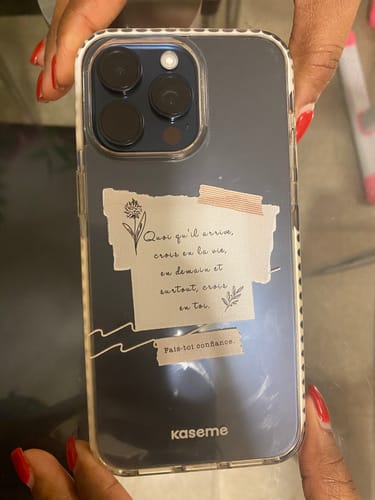 Quoi qu'il arrive,
crois en la vie,
en demain et
surtout, crois
en toi.
Fais-toi confiance.
Kaseme